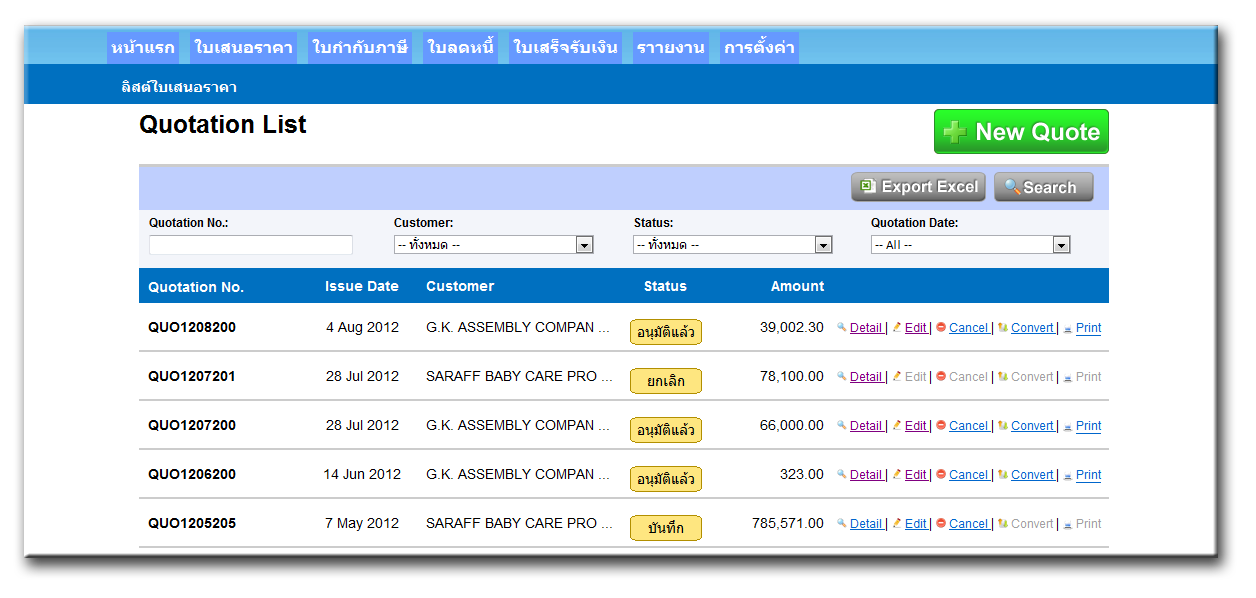 หน้าแรก ใบเสนอราคา ใบกำกับภาษี ใบลดหนี้ ใบเสร็จรับเงิน ราายงาน การตั้งค่า
ลิสต์ใบเสนอราคา
Quotation List
New Quote
Export Excel Search
Quotation No.: Customer: Status: Quotation Date:
-- ทั้งหมด -- -- ทั้งหมด -- -- All --
Quotation No. Issue Date Customer Status Amount
QUO1208200 4 Aug 2012 G.K. ASSEMBLY COMPAN ... อนุมัติแล้ว 39,002.30 Detail | Edit | Cancel | Convert | Print
QUO1207201 28 Jul 2012 SARAFF BABY CARE PRO ... ยกเลิก 78,100.00 Detail | Edit | Cancel | Convert | Print
QUO1207200 28 Jul 2012 G.K. ASSEMBLY COMPAN ... อนุมัติแล้ว 66,000.00 Detail | Edit | Cancel | Convert | Print
QUO1206200 14 Jun 2012 G.K. ASSEMBLY COMPAN ... อนุมัติแล้ว 323.00 Detail | Edit | Cancel | Convert | Print
QUO1205205 7 May 2012 SARAFF BABY CARE PRO ... บันทึก 785,571.00 Detail | Edit | Cancel | Convert | Print